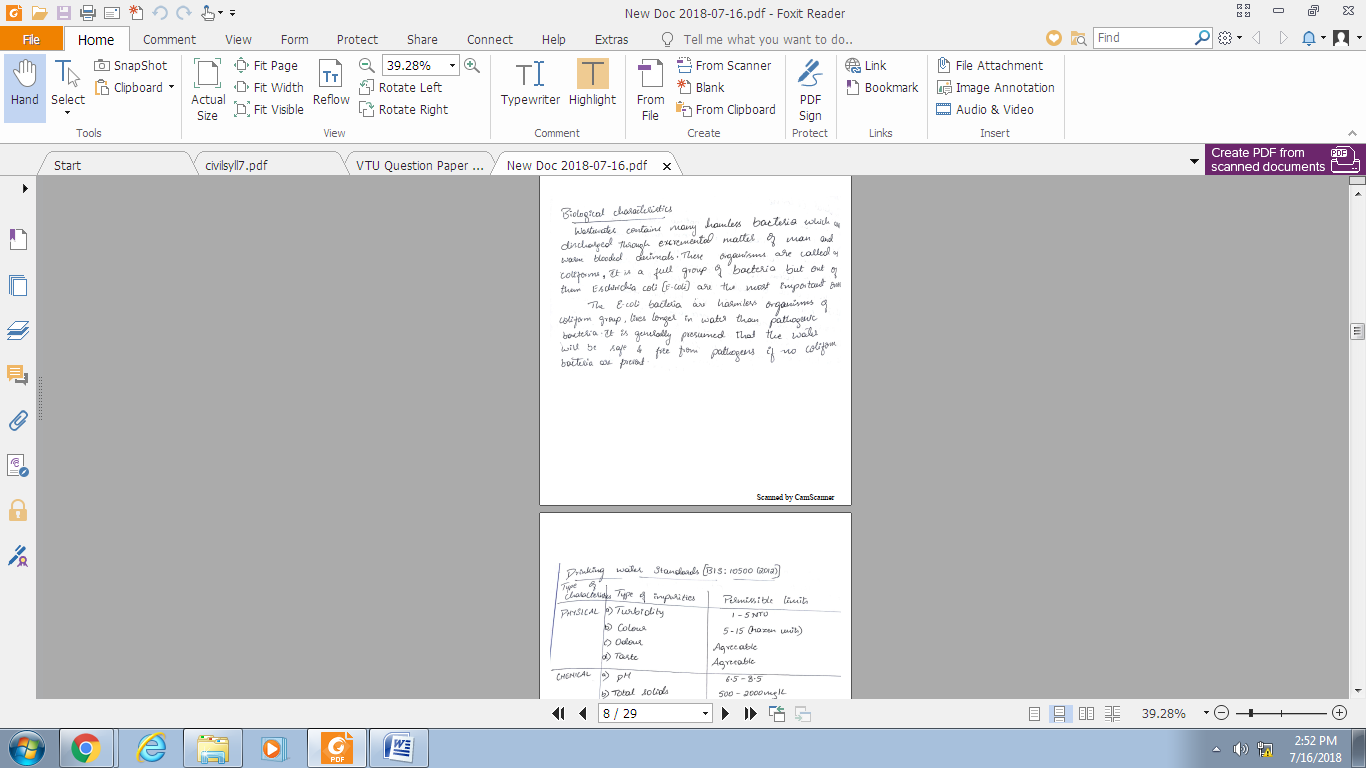 New Doc 2018-07-16.pdf - Foxit Reader
File Home Comment View Form Protect Share Connect Help Extras Tell me what you want to do.. Find
Hand
Select
SnapShot
Clipboard
Tools
Actual Size
Fit Page
Fit Width
Fit Visible
Reflow
39.28%
Rotate Left
Rotate Right
View
Typewriter
Highlight
Comment
From File
From Scanner
Blank
From Clipboard
Create
PDF Sign
Protect
Link
Bookmark
Links
File Attachment
Image Annotation
Audio & Video
Insert
Start civilsyll7.pdf VTU Question Paper ... New Doc 2018-07-16.pdf
Create PDF from
scanned documents
PDF
Biological characteristics
Wastwater contains many hamless bacteria which
discharged through excremental matter of man and
warm blooded animals. These organisms are called
coliforms, It is a full group of bacteria but out of
them Escherichia coli [E-coli] are the most important
The E-coli bacteria are harmless organisms of
coliform group, lives longer in water than pathogenic
bacteria. It is generally presumed that the water
will be safe & free from pathogens if no coliform
bacteria are present.
Scanned by CamScanner
Drinking water Standards [BIS: 10500 (2012)]
Type of characteristics Type of impurities Permissible limits
PHYSICAL a) Turbidity 1 - 5 NTU
b) Colour 5-15 (hazen units)
c) Odour Agreeable
d) Taste Agreeable
CHEMICAL a) pH 6.5 - 8.5
b) Total solids 500 - 2000 mg/L
8 / 29
39.28%
PDF
2:52 PM
7/16/2018